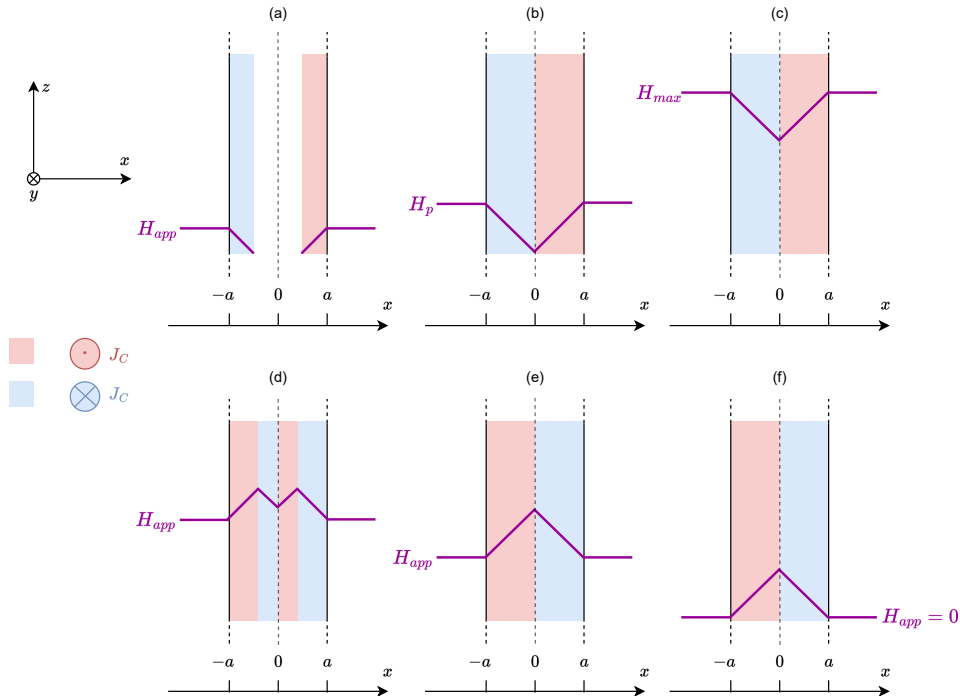 (a) (b) (c)
z
x
y
H_app
H_p
H_max
−a 0 a x
−a 0 a x
−a 0 a x
J_C
J_C
(d) (e) (f)
H_app
H_app
H_app = 0
−a 0 a x
−a 0 a x
−a 0 a x